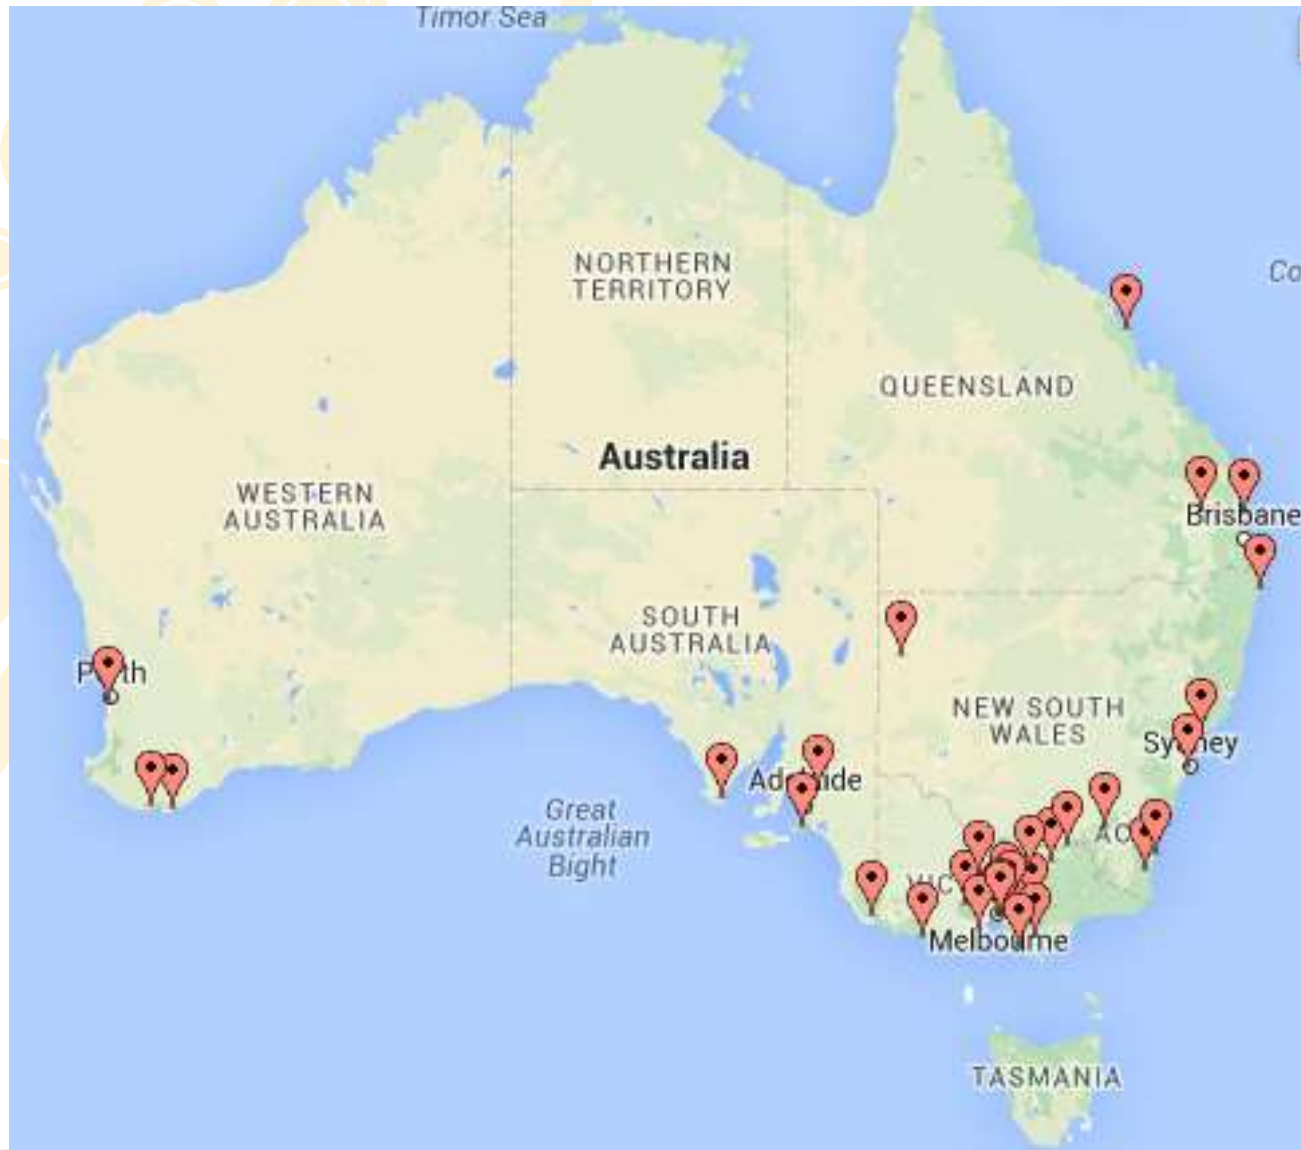 Timor Sea
NORTHERN
TERRITORY
QUEENSLAND
Australia
WESTERN
AUSTRALIA
Brisbane
SOUTH
AUSTRALIA
NEW SOUTH
WALES
Great
Australian
Bight
Melbourne
TASMANIA